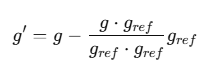 g' = g - \frac{g \cdot g_{ref}}{g_{ref} \cdot g_{ref}} g_{ref}